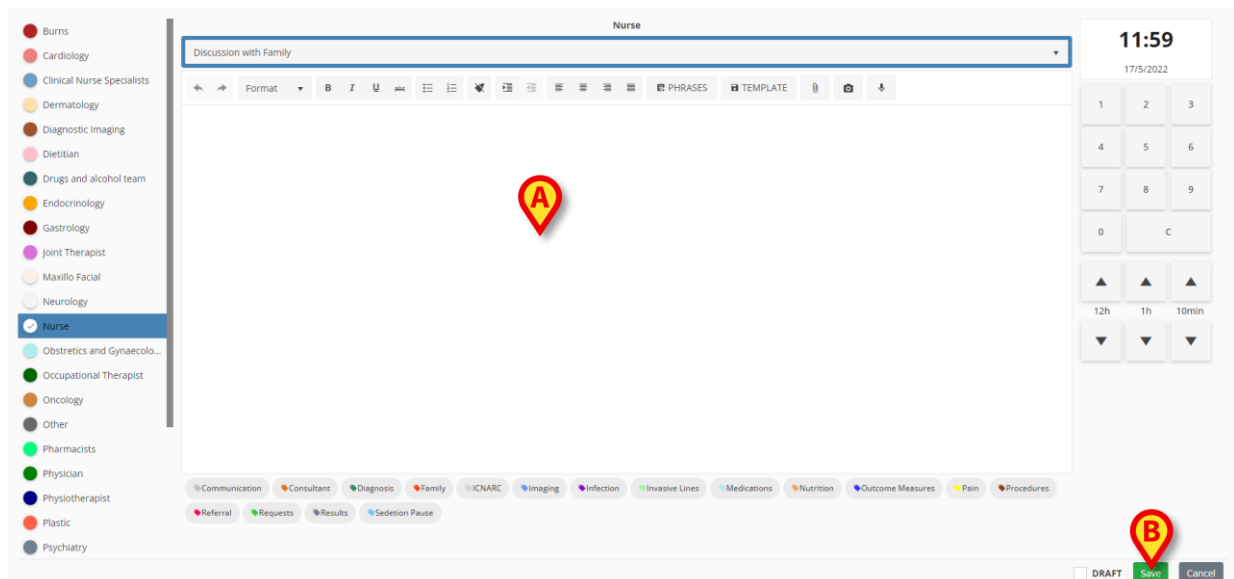 Burns
Cardiology
Clinical Nurse Specialists
Dermatology
Diagnostic Imaging
Dietitian
Drugs and alcohol team
Endocrinology
Gastrology
Joint Therapist
Maxillo Facial
Neurology
Nurse
Obstretics and Gynaecolo...
Occupational Therapist
Oncology
Other
Pharmacists
Physician
Physiotherapist
Plastic
Psychiatry
Nurse
Discussion with Family
Format B I U abc PHRASES TEMPLATE
A
Communication Consultant Diagnosis Family ICNARC Imaging Infection Invasive Lines Medications Nutrition Outcome Measures Pain Procedures
Referral Requests Results Sedetion Pause
11:59
17/5/2022
1 2 3
4 5 6
7 8 9
0 C
12h 1h 10min
B
DRAFT Save Cancel